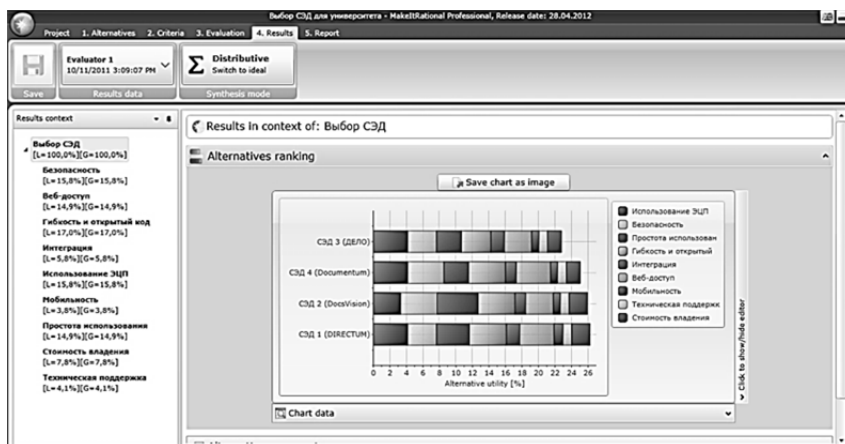 Выбор СЭД для университета - MakeItRational Professional, Release date: 28.04.2012
Project 1. Alternatives 2. Criteria 3. Evaluation 4. Results 5. Report
Evaluator 1
10/11/2011 3:09:07 PM
Distributive
Switch to ideal
Save Results data Synthesis mode
Results context
Выбор СЭД
[L=100,0%][G=100,0%]
Безопасность
[L=15,8%][G=15,8%]
Веб-доступ
[L=14,9%][G=14,9%]
Гибкость и открытый код
[L=17,0%][G=17,0%]
Интеграция
[L=5,8%][G=5,8%]
Использование ЭЦП
[L=15,8%][G=15,8%]
Мобильность
[L=3,8%][G=3,8%]
Простота использования
[L=14,9%][G=14,9%]
Стоимость владения
[L=7,8%][G=7,8%]
Техническая поддержка
[L=4,1%][G=4,1%]
Results in context of: Выбор СЭД
Alternatives ranking
Save chart as image
СЭД 3 (ДЕЛО)
СЭД 4 (Documentum)
СЭД 2 (DocsVision)
СЭД 1 (DIRECTUM)
0 2 4 6 8 10 12 14 16 18 20 22 24 26
Alternative utility [%]
Использование ЭЦП
Безопасность
Простота использован
Гибкость и открытый
Интеграция
Веб-доступ
Мобильность
Техническая поддержк
Стоимость владения
Click to show/hide editor
Chart data